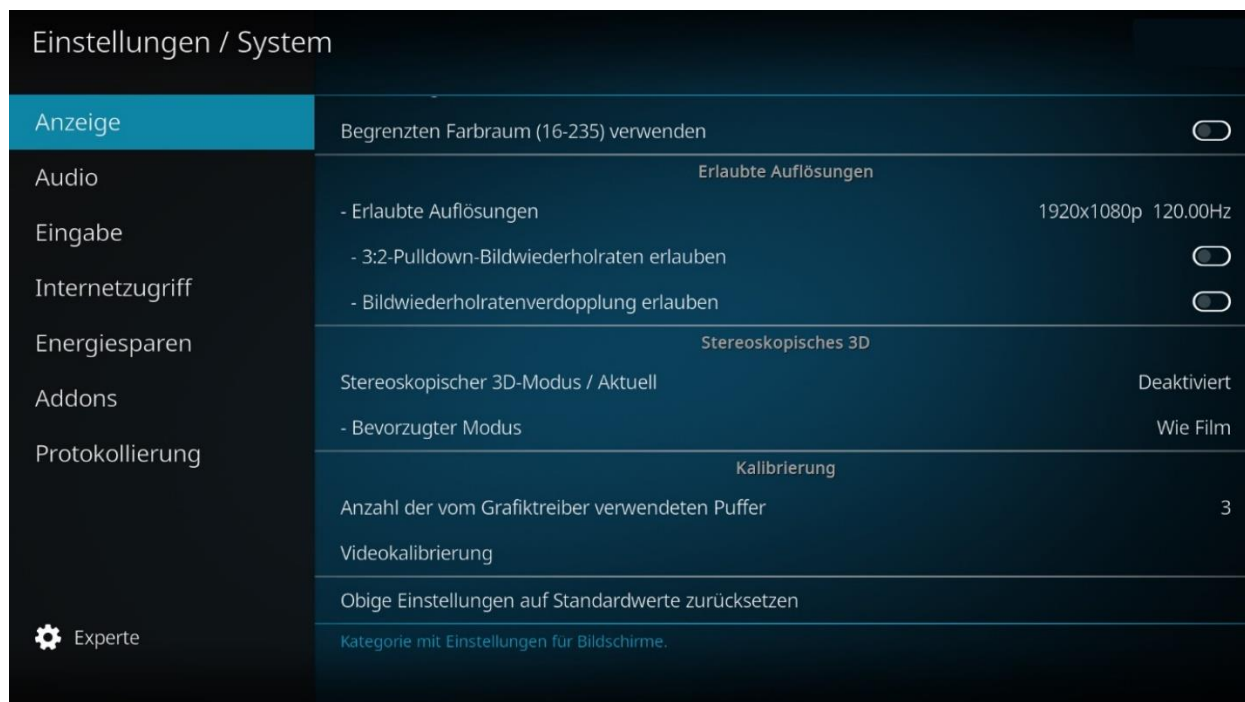 Einstellungen / System
Anzeige
Audio
Eingabe
Internetzugriff
Energiesparen
Addons
Protokollierung
Experte
Begrenzten Farbraum (16-235) verwenden
Erlaubte Auflösungen
- Erlaubte Auflösungen 1920x1080p 120.00Hz
- 3:2-Pulldown-Bildwiederholraten erlauben
- Bildwiederholratenverdopplung erlauben
Stereoskopisches 3D
Stereoskopischer 3D-Modus / Aktuell Deaktiviert
- Bevorzugter Modus Wie Film
Kalibrierung
Anzahl der vom Grafiktreiber verwendeten Puffer 3
Videokalibrierung
Obige Einstellungen auf Standardwerte zurücksetzen
Kategorie mit Einstellungen für Bildschirme.